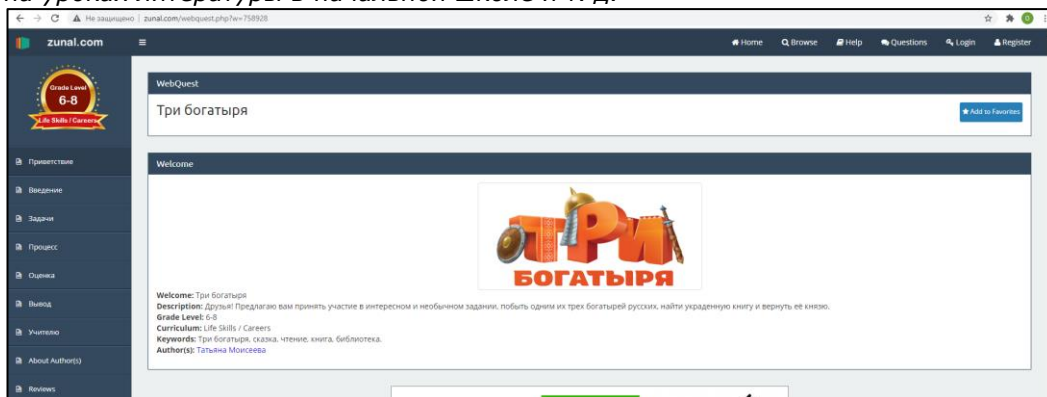 на уроках литературы в начальной школе и т. д.
Не защищено | zunal.com/webquest.php?w=758928
zunal.com
Home Browse Help Questions Login Register
Grade Level
6-8
Life Skills / Careers
WebQuest
Три богатыря
Add to Favorites
Приветствие
Введение
Задачи
Процесс
Оценка
Вывод
Учителю
About Author(s)
Reviews
Welcome
ТРИ
БОГАТЫРЯ
Welcome: Три богатыря
Description: Друзья! Предлагаю вам принять участие в интересном и необычном задании, побыть одним их трех богатырей русских, найти украденную книгу и вернуть её князю.
Grade Level: 6-8
Curriculum: Life Skills / Careers
Keywords: Три богатыря, сказка, чтение, книга, библиотека.
Author(s): Татьяна Моисеева